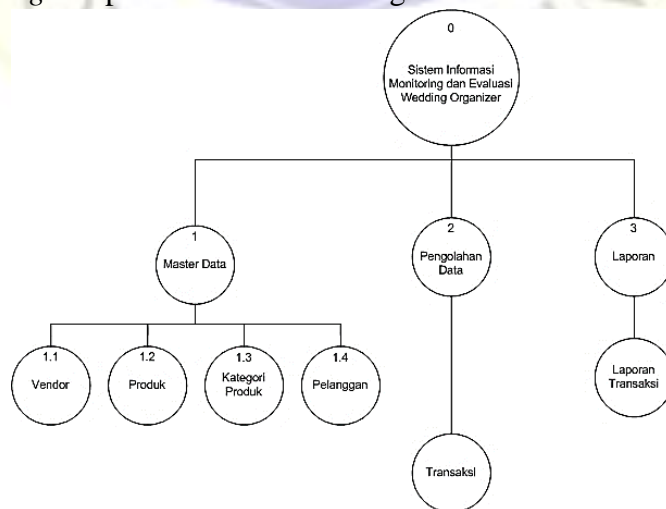 0
Sistem Informasi
Monitoring dan Evaluasi
Wedding Organizer
1
Master Data
2
Pengolahan
Data
3
Laporan
1.1
Vendor
1.2
Produk
1.3
Kategori
Produk
1.4
Pelanggan
Laporan
Transaksi
Transaksi